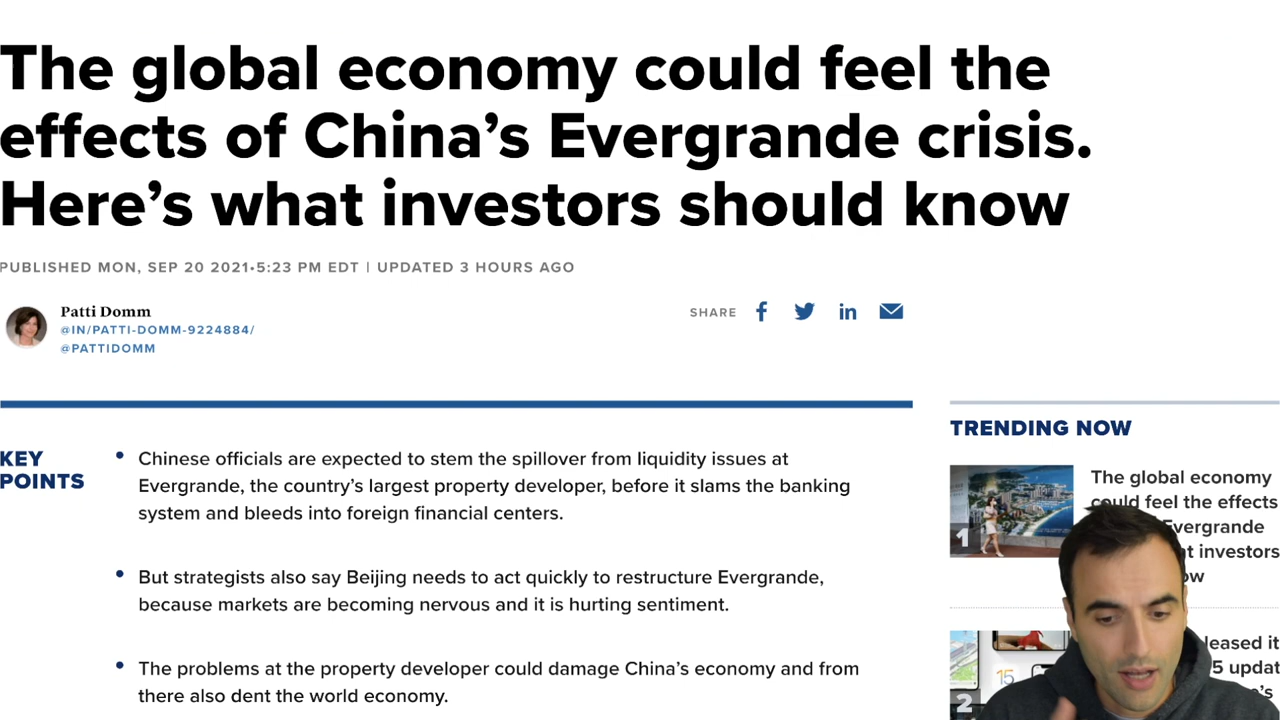 The global economy could feel the
effects of China’s Evergrande crisis.
Here’s what investors should know
PUBLISHED MON, SEP 20 2021•5:23 PM EDT | UPDATED 3 HOURS AGO
Patti Domm
@IN/PATTI-DOMM-9224884/
@PATTIDOMM
SHARE
KEY
POINTS
• Chinese officials are expected to stem the spillover from liquidity issues at
Evergrande, the country’s largest property developer, before it slams the banking
system and bleeds into foreign financial centers.
• But strategists also say Beijing needs to act quickly to restructure Evergrande,
because markets are becoming nervous and it is hurting sentiment.
• The problems at the property developer could damage China’s economy and from
there also dent the world economy.
TRENDING NOW
1
The global economy
could feel the effects
Evergrande
investors
2
15
it